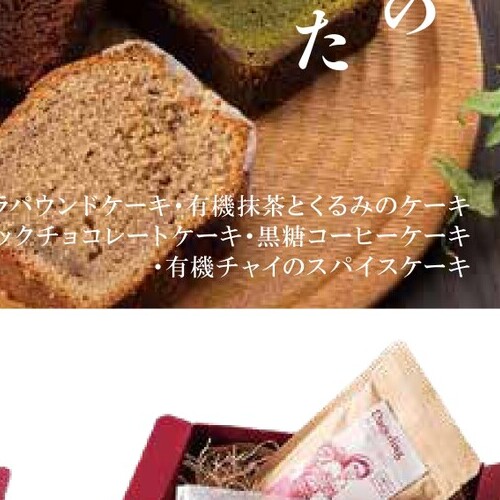 の
た
ラパウンドケーキ・有機抹茶とくるみのケーキ
ックチョコレートケーキ・黒糖コーヒーケーキ
・有機チャイのスパイスケーキ